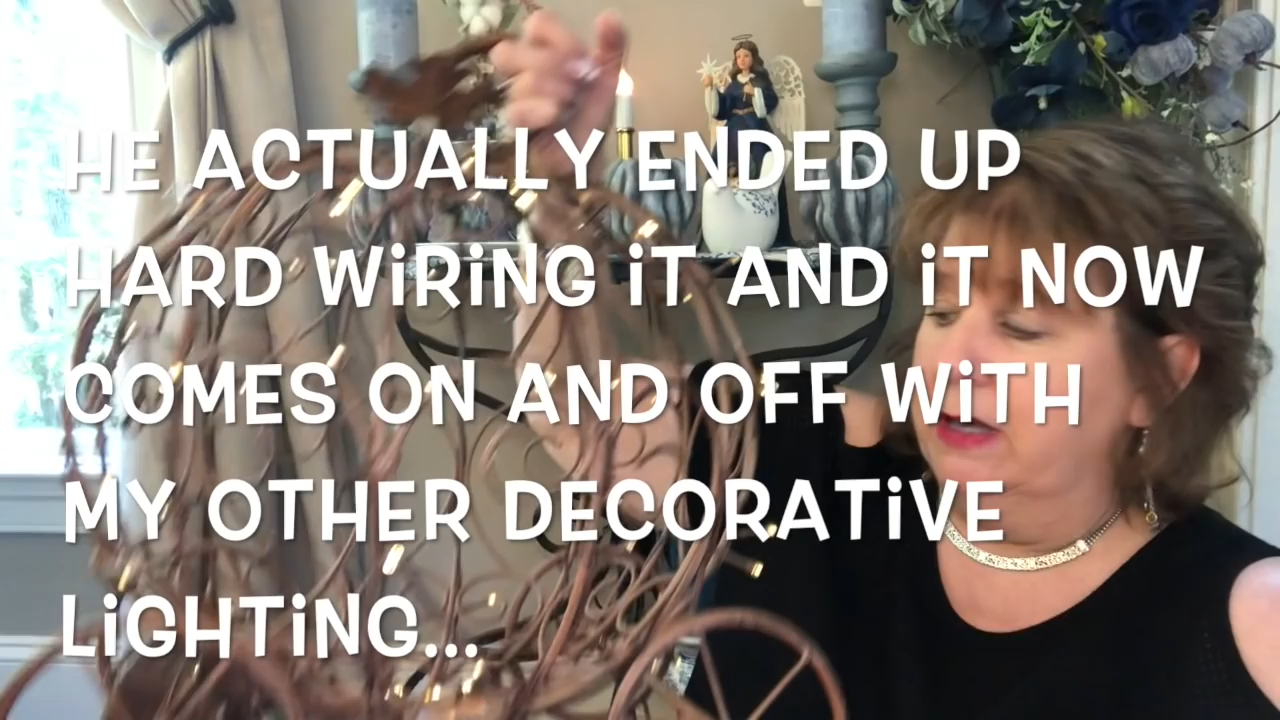 HE ACTUALLY ENDED UP
HARD WiRiNG iT AND iT NOW
COMES ON AND OFF WiTH
MY OTHER DECORATiVE
LiGHTiNG...